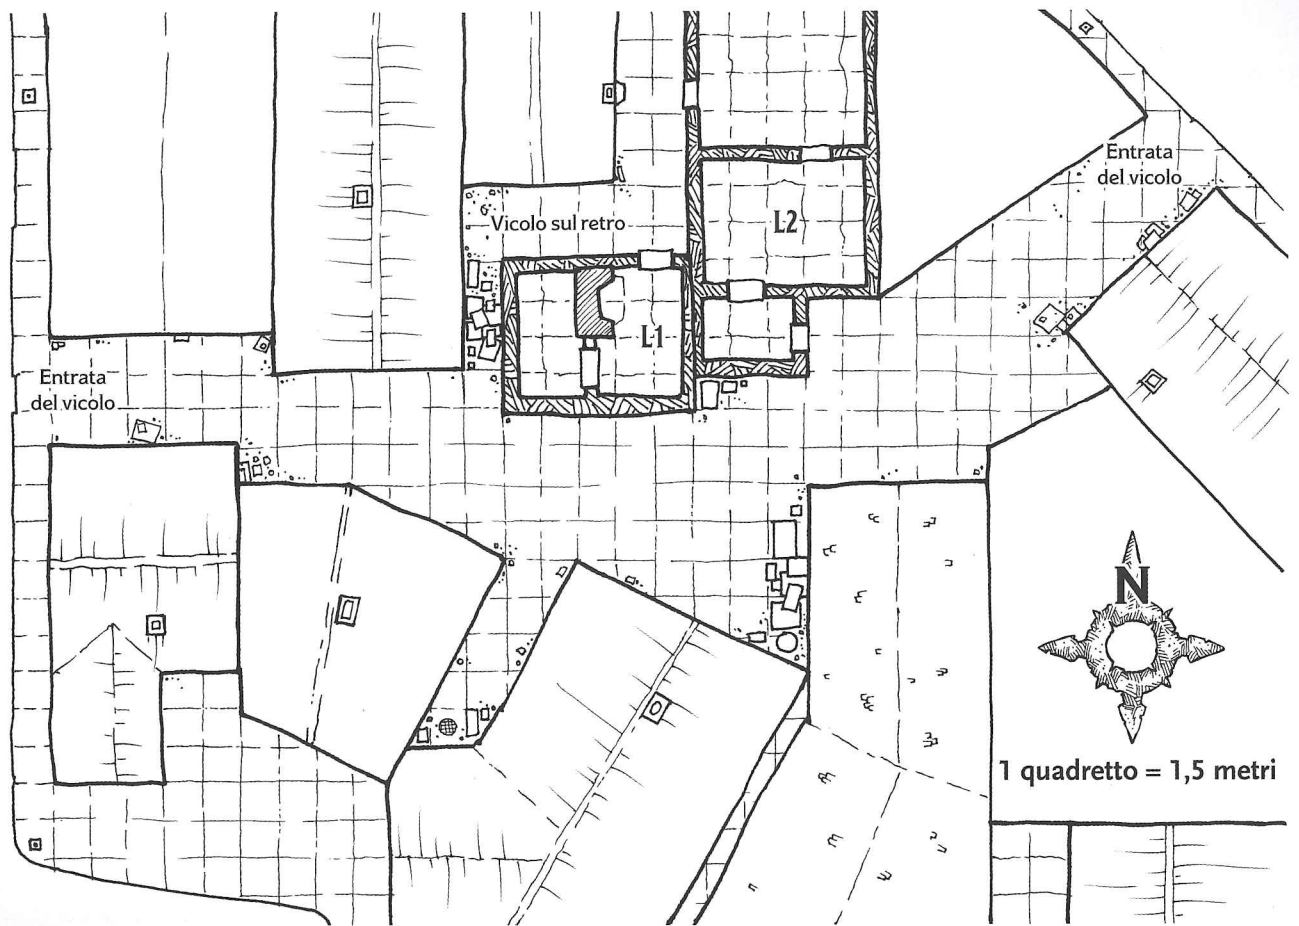 Entrata
del vicolo
Vicolo sul retro
L2
L1
Entrata
del vicolo
N
1 quadretto = 1,5 metri